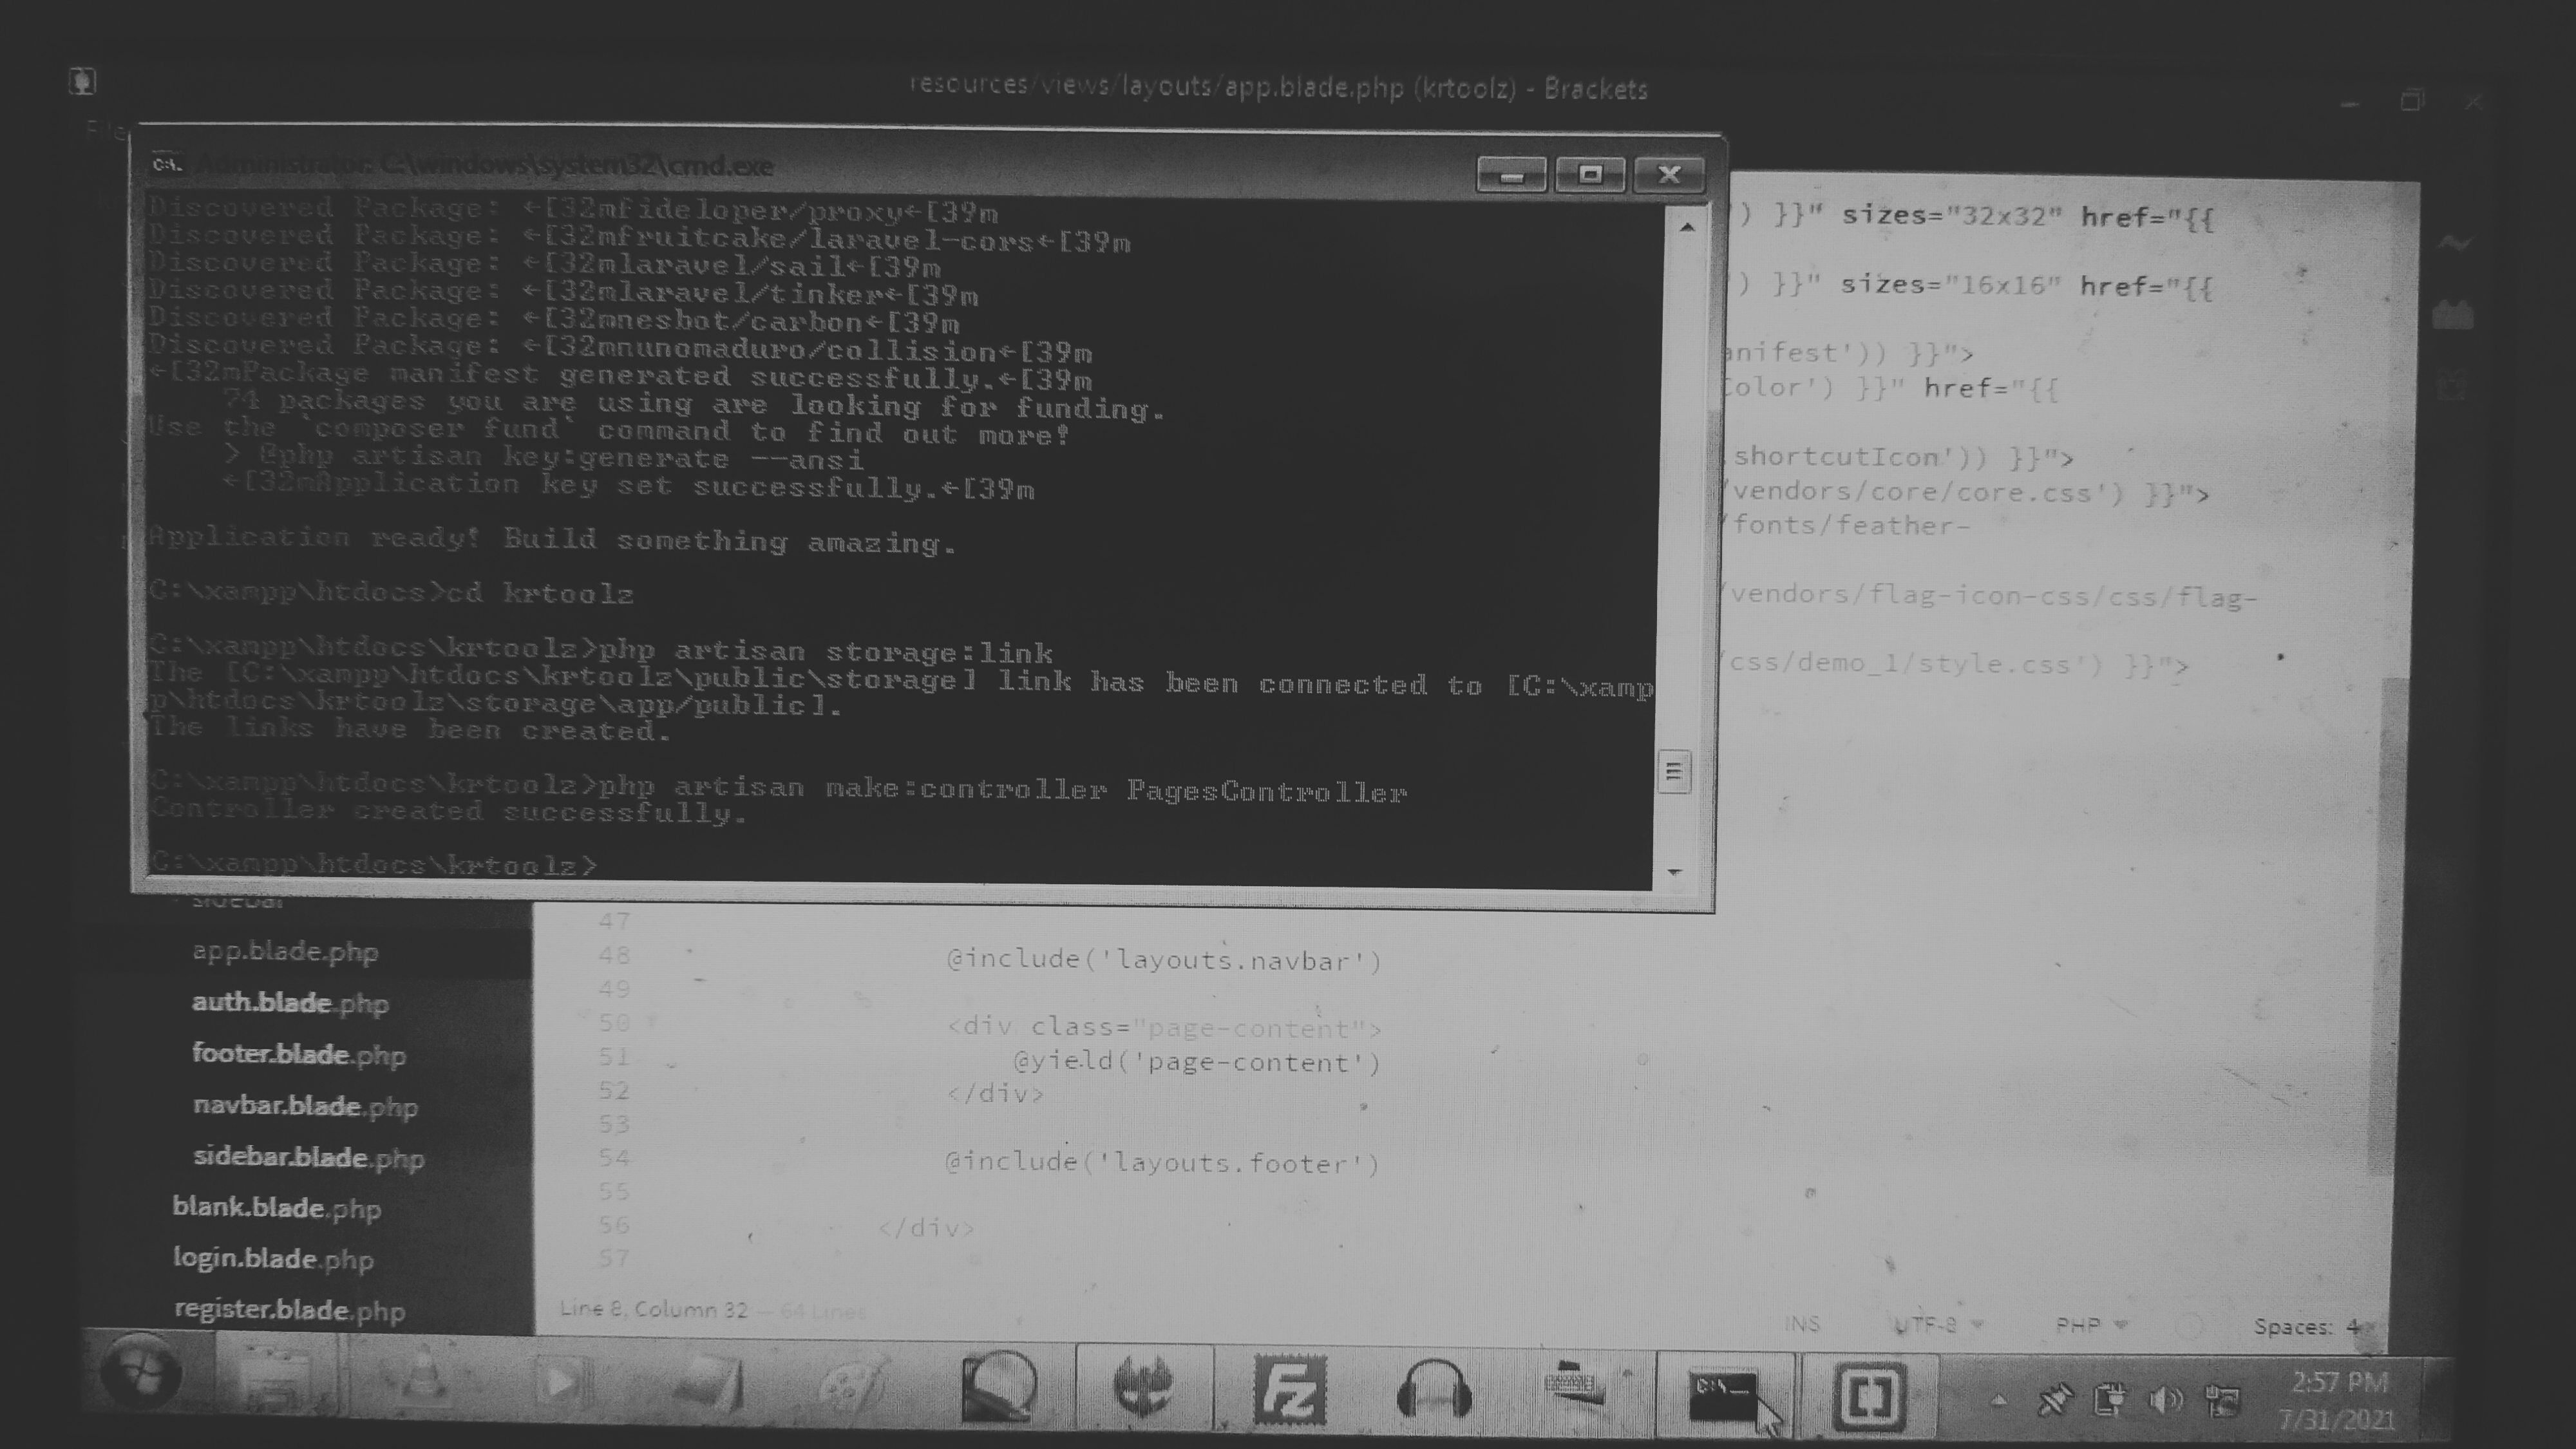 resources/views/layouts/app.blade.php (krtoolz) - Brackets
File
Administrator: C:\windows\system32\cmd.exe
Discovered Package: ←[32mfideloper/proxy←[39m
Discovered Package: ←[32mfruitcake/laravel-cors←[39m
Discovered Package: ←[32mlaravel/sail←[39m
Discovered Package: ←[32mlaravel/tinker←[39m
Discovered Package: ←[32mnesbot/carbon←[39m
Discovered Package: ←[32mnunomaduro/collision←[39m
←[32mPackage manifest generated successfully.←[39m
74 packages you are using are looking for funding.
Use the `composer fund` command to find out more!
> @php artisan key:generate --ansi
←[32mApplication key set successfully.←[39m
Application ready! Build something amazing.
C:\xampp\htdocs>cd krtoolz
C:\xampp\htdocs\krtoolz>php artisan storage:link
The [C:\xampp\htdocs\krtoolz\public\storage] link has been connected to [C:\xamp
p\htdocs\krtoolz\storage\app/public].
The links have been created.
C:\xampp\htdocs\krtoolz>php artisan make:controller PagesController
Controller created successfully.
C:\xampp\htdocs\krtoolz>
') }}" sizes="32x32" href="{{
') }}" sizes="16x16" href="{{
anifest')) }}">
Color') }}" href="{{
shortcutIcon')) }}">
/vendors/core/core.css') }}">
/fonts/feather-
/vendors/flag-icon-css/css/flag-
/css/demo_1/style.css') }}">
sidebar
app.blade.php
auth.blade.php
footer.blade.php
navbar.blade.php
sidebar.blade.php
blank.blade.php
login.blade.php
register.blade.php
47
48 @include('layouts.navbar')
49
50 <div class="page-content">
51 @yield('page-content')
52 </div>
53
54 @include('layouts.footer')
55
56 </div>
57
Line 8, Column 32 — 64 Lines
INS UTF-8 PHP Spaces: 4
Fz
C:\_
2:57 PM
7/31/2021